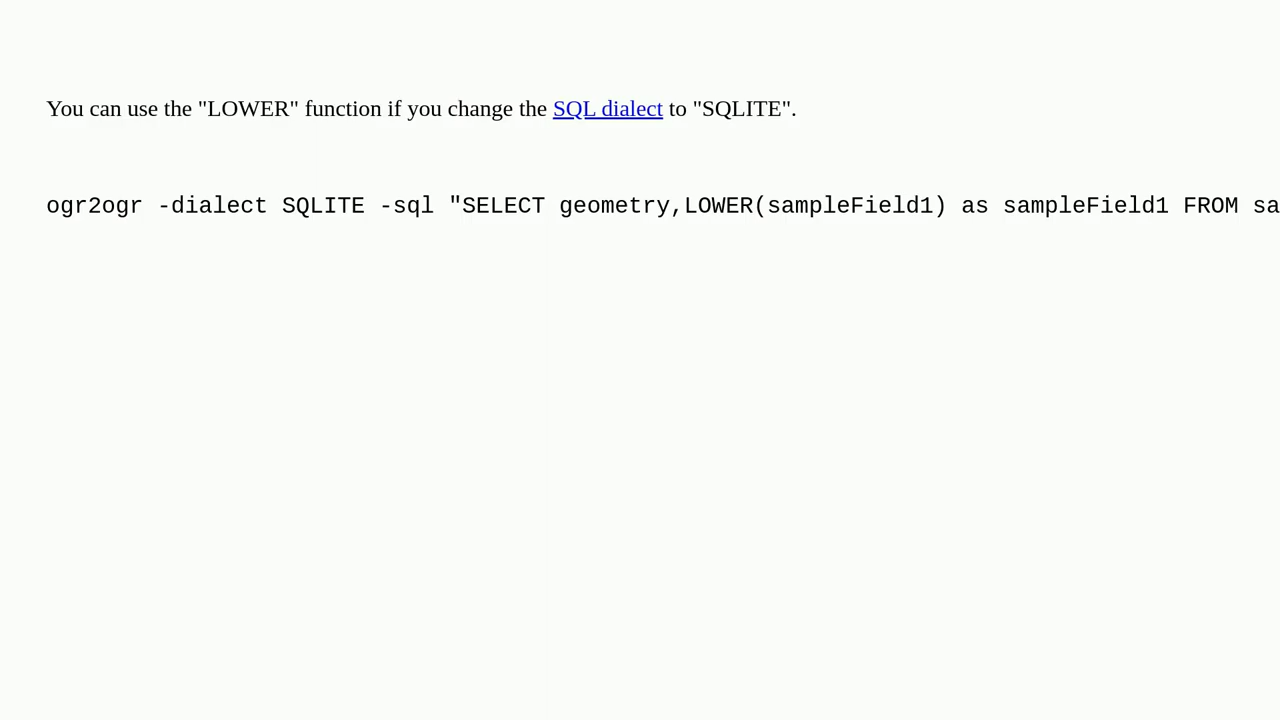 You can use the "LOWER" function if you change the SQL dialect to "SQLITE".
ogr2ogr -dialect SQLITE -sql "SELECT geometry,LOWER(sampleField1) as sampleField1 FROM sa